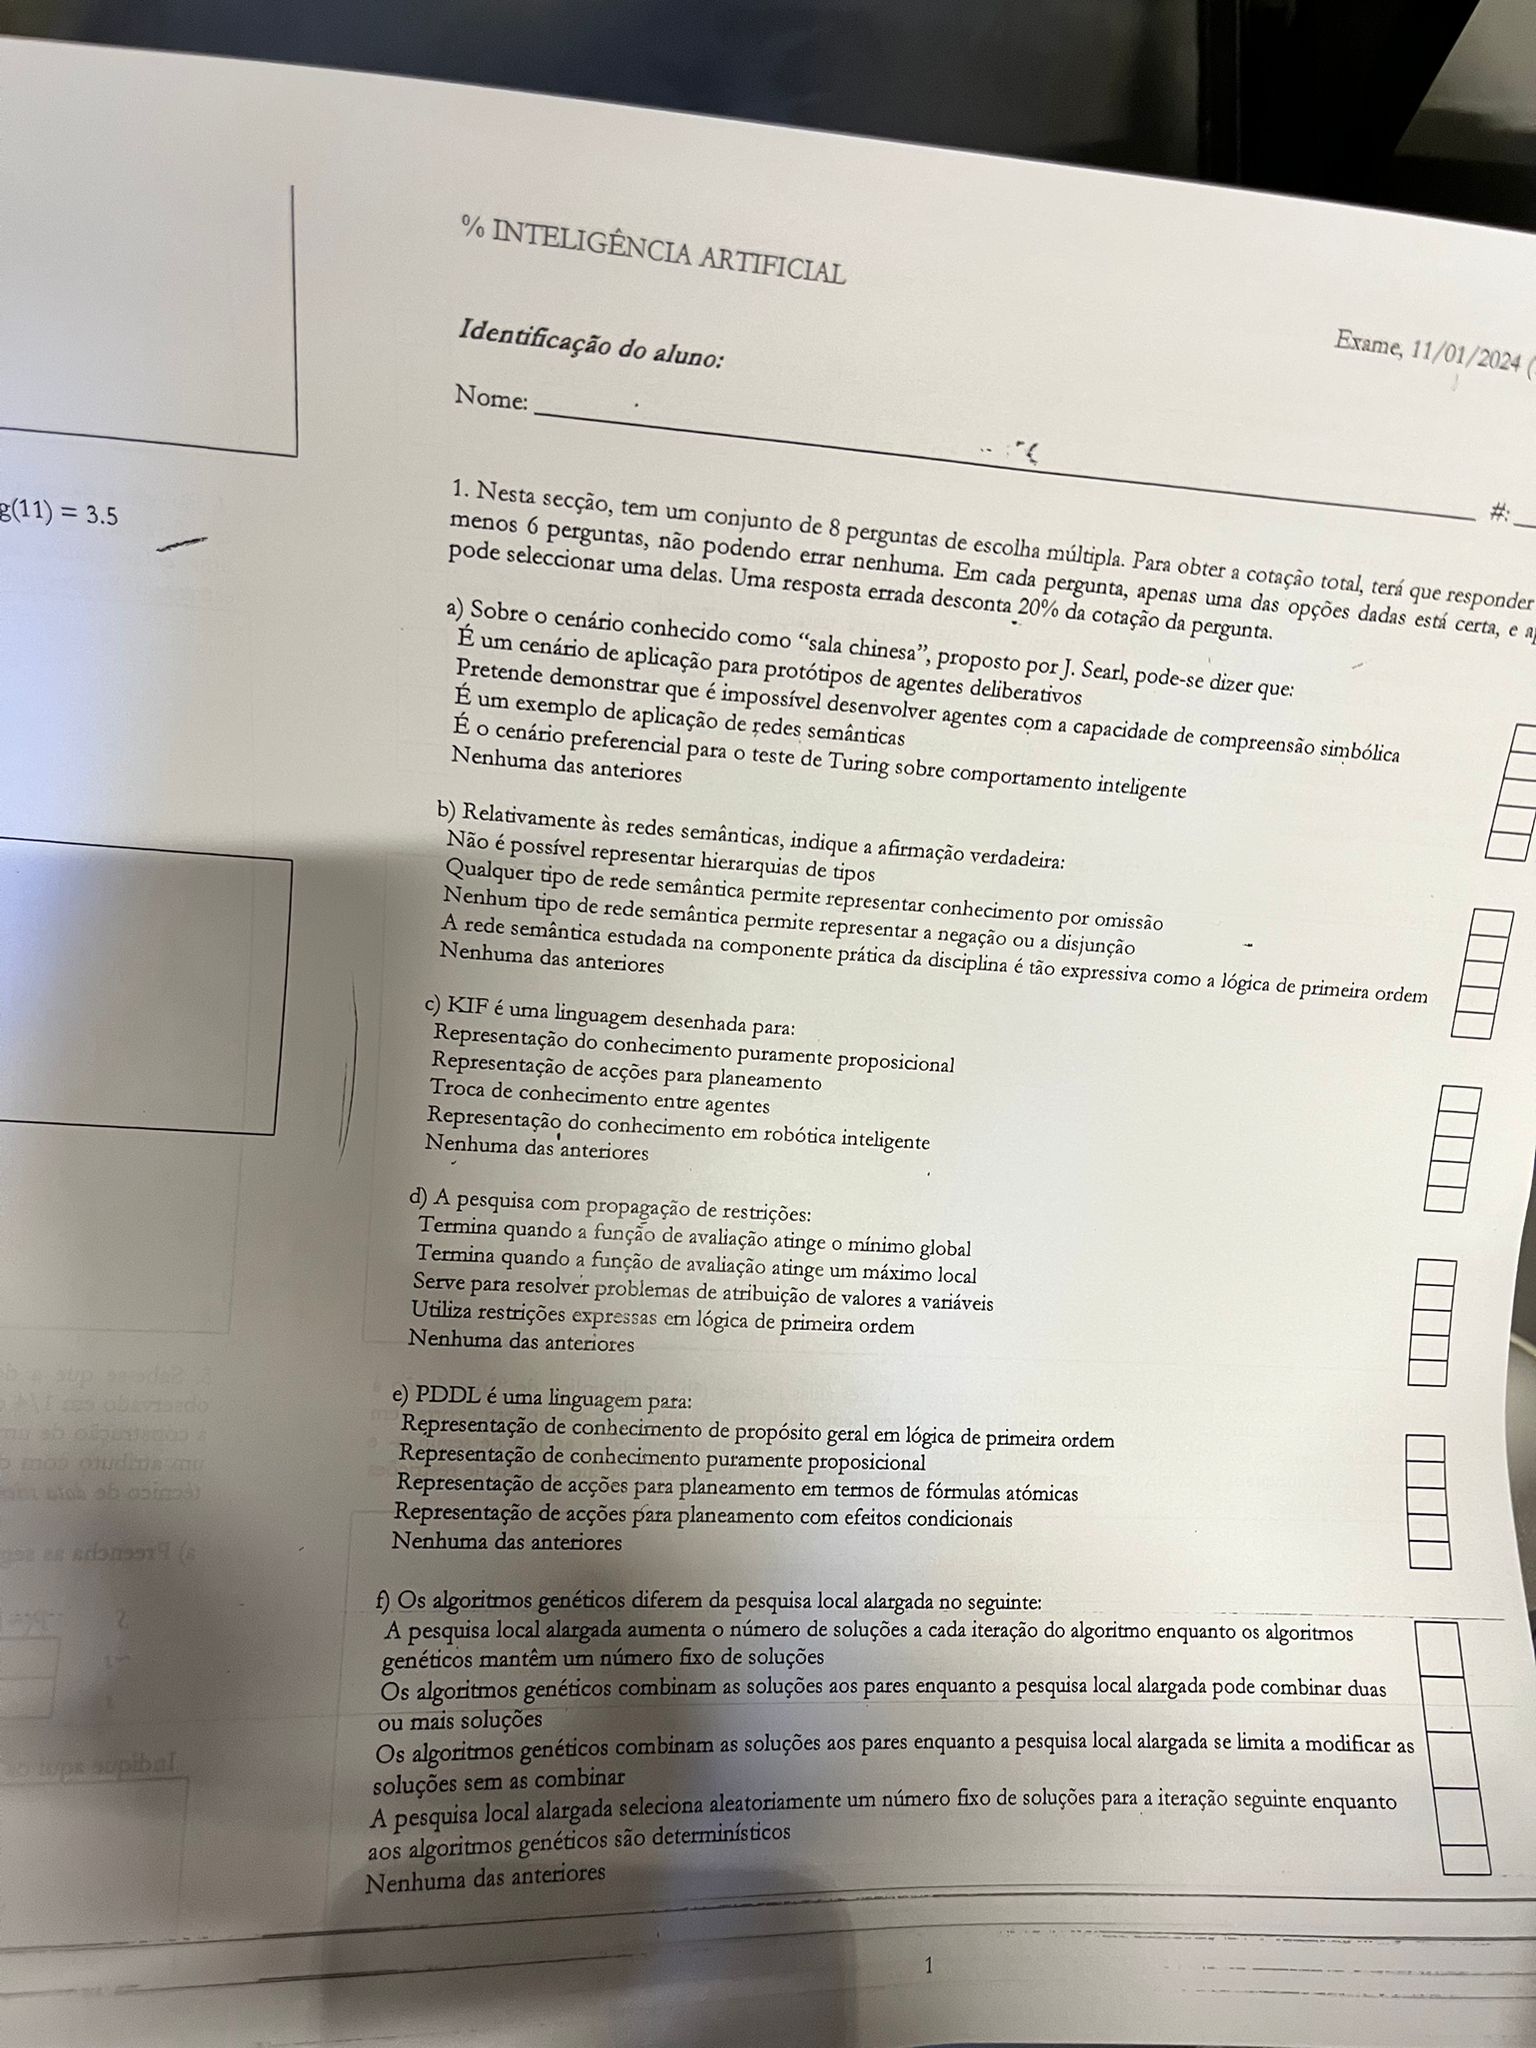 g(11) = 3.5
% INTELIGÊNCIA ARTIFICIAL
Exame, 11/01/2024 (
Identificação do aluno:
Nome:
#:
1. Nesta secção, tem um conjunto de 8 perguntas de escolha múltipla. Para obter a cotação total, terá que responder
menos 6 perguntas, não podendo errar nenhuma. Em cada pergunta, apenas uma das opções dadas está certa, e
pode seleccionar uma delas. Uma resposta errada desconta 20% da cotação da pergunta.
a) Sobre o cenário conhecido como “sala chinesa”, proposto por J. Searl, pode-se dizer que:
É um cenário de aplicação para protótipos de agentes deliberativos
Pretende demonstrar que é impossível desenvolver agentes com a capacidade de compreensão simbólica
É um exemplo de aplicação de redes semânticas
É o cenário preferencial para o teste de Turing sobre comportamento inteligente
Nenhuma das anteriores
b) Relativamente às redes semânticas, indique a afirmação verdadeira:
Não é possível representar hierarquias de tipos
Qualquer tipo de rede semântica permite representar conhecimento por omissão
Nenhum tipo de rede semântica permite representar a negação ou a disjunção
A rede semântica estudada na componente prática da disciplina é tão expressiva como a lógica de primeira ordem
Nenhuma das anteriores
c) KIF é uma linguagem desenhada para:
Representação do conhecimento puramente proposicional
Representação de acções para planeamento
Troca de conhecimento entre agentes
Representação do conhecimento em robótica inteligente
Nenhuma das anteriores
d) A pesquisa com propagação de restrições:
Termina quando a função de avaliação atinge o mínimo global
Termina quando a função de avaliação atinge um máximo local
Serve para resolver problemas de atribuição de valores a variáveis
Utiliza restrições expressas em lógica de primeira ordem
Nenhuma das anteriores
e) PDDL é uma linguagem para:
Representação de conhecimento de propósito geral em lógica de primeira ordem
Representação de conhecimento puramente proposicional
Representação de acções para planeamento em termos de fórmulas atómicas
Representação de acções para planeamento com efeitos condicionais
Nenhuma das anteriores
f) Os algoritmos genéticos diferem da pesquisa local alargada no seguinte:
A pesquisa local alargada aumenta o número de soluções a cada iteração do algoritmo enquanto os algoritmos
genéticos mantêm um número fixo de soluções
Os algoritmos genéticos combinam as soluções aos pares enquanto a pesquisa local alargada pode combinar duas
ou mais soluções
Os algoritmos genéticos combinam as soluções aos pares enquanto a pesquisa local alargada se limita a modificar as
soluções sem as combinar
A pesquisa local alargada seleciona aleatoriamente um número fixo de soluções para a iteração seguinte enquanto
aos algoritmos genéticos são determinísticos
Nenhuma das anteriores
1